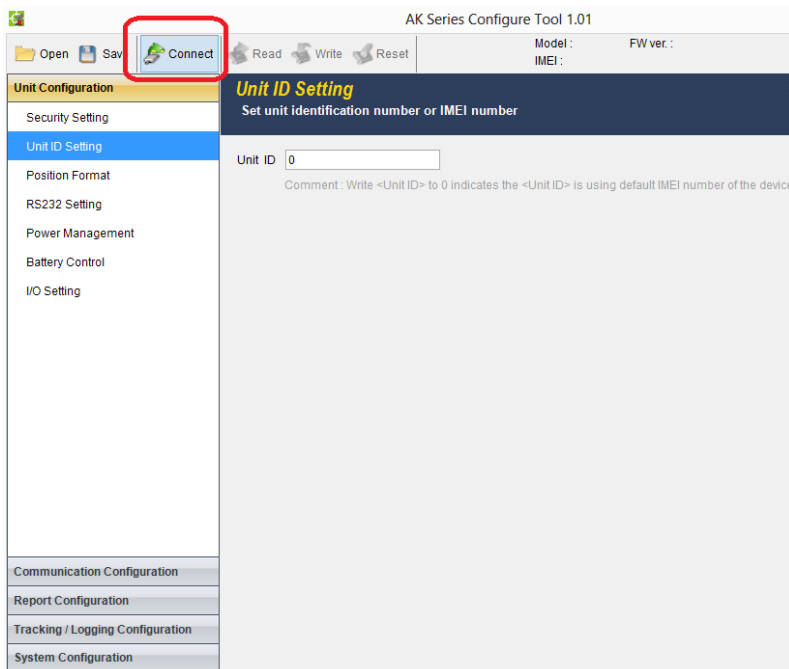 AK Series Configure Tool 1.01
Open Sav Connect Read Write Reset
Model : FW ver. :
IMEI :
Unit Configuration
Security Setting
Unit ID Setting
Position Format
RS232 Setting
Power Management
Battery Control
I/O Setting
Communication Configuration
Report Configuration
Tracking / Logging Configuration
System Configuration
Unit ID Setting
Set unit identification number or IMEI number
Unit ID 0
Comment : Write <Unit ID> to 0 indicates the <Unit ID> is using default IMEI number of the device